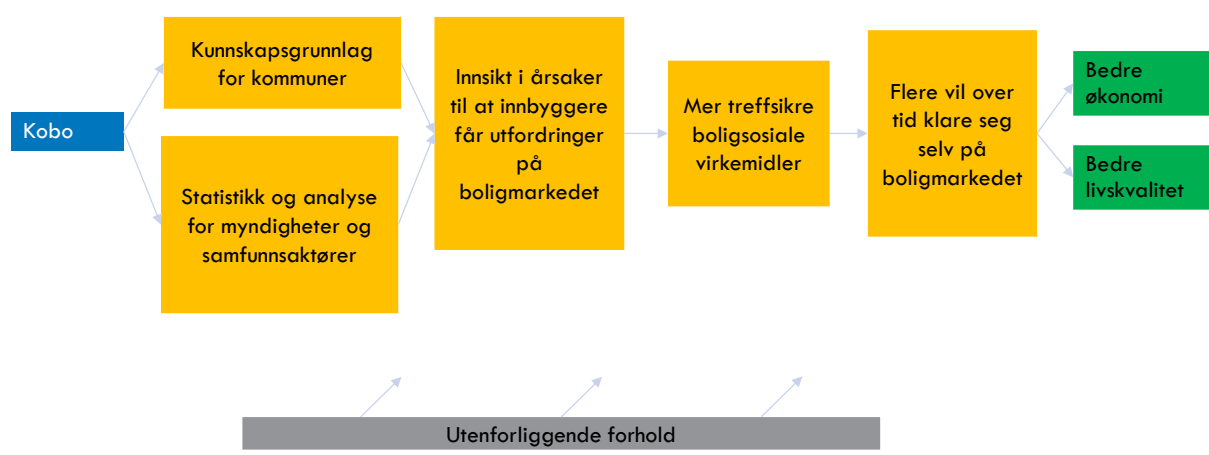 Kobo
Kunnskapsgrunnlag
for kommuner
Statistikk og analyse
for myndigheter og
samfunnsaktører
Innsikt i årsaker
til at innbyggere
får utfordringer
på
boligmarkedet
Mer treffsikre
boligsosiale
virkemidler
Flere vil over
tid klare seg
selv på
boligmarkedet
Bedre
økonomi
Bedre
livskvalitet
Utenforliggende forhold